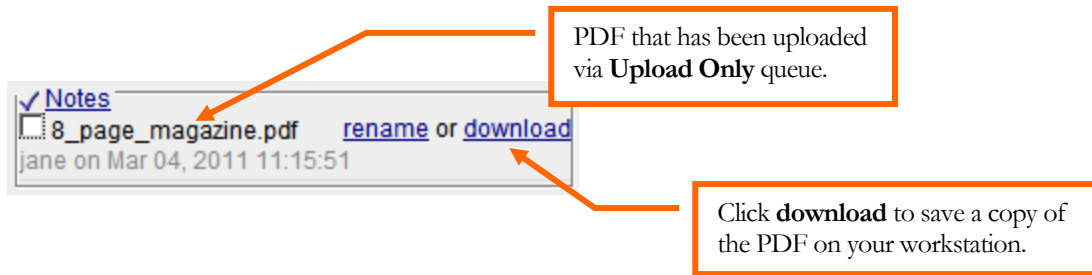 PDF that has been uploaded
via Upload Only queue.
Notes
8_page_magazine.pdf rename or download
jane on Mar 04, 2011 11:15:51
Click download to save a copy of
the PDF on your workstation.